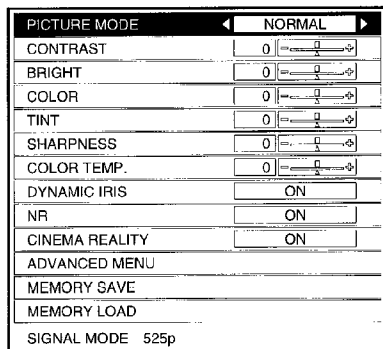 PICTURE MODE NORMAL
CONTRAST 0 - +
BRIGHT 0 - +
COLOR 0 - +
TINT 0 - +
SHARPNESS 0 - +
COLOR TEMP. 0 - +
DYNAMIC IRIS ON
NR ON
CINEMA REALITY ON
ADVANCED MENU
MEMORY SAVE
MEMORY LOAD
SIGNAL MODE 525p